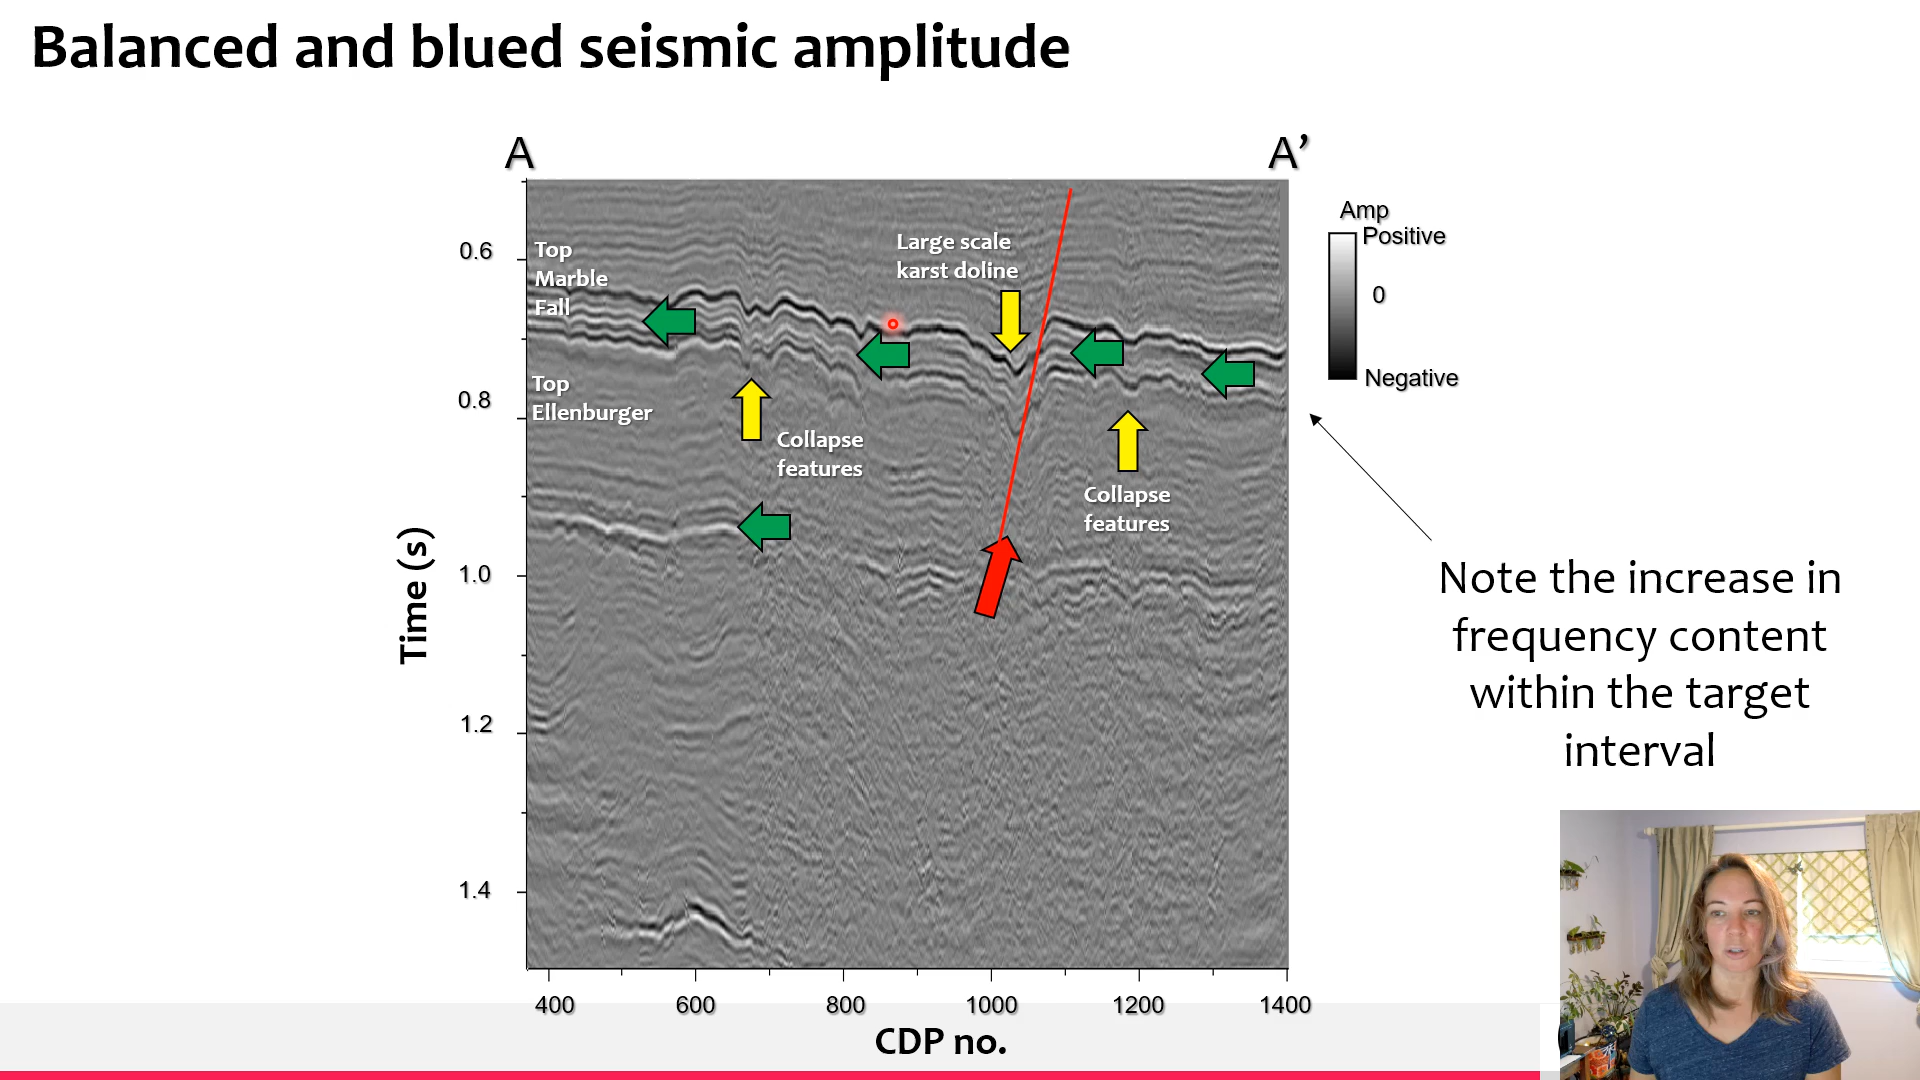 Balanced and blued seismic amplitude
A
A’
Amp
Positive
0
Negative
0.6
0.8
1.0
1.2
1.4
Time (s)
Top
Marble
Fall
Large scale
karst doline
Top
Ellenburger
Collapse
features
Collapse
features
Note the increase in
frequency content
within the target
interval
400
600
800
1000
1200
1400
CDP no.